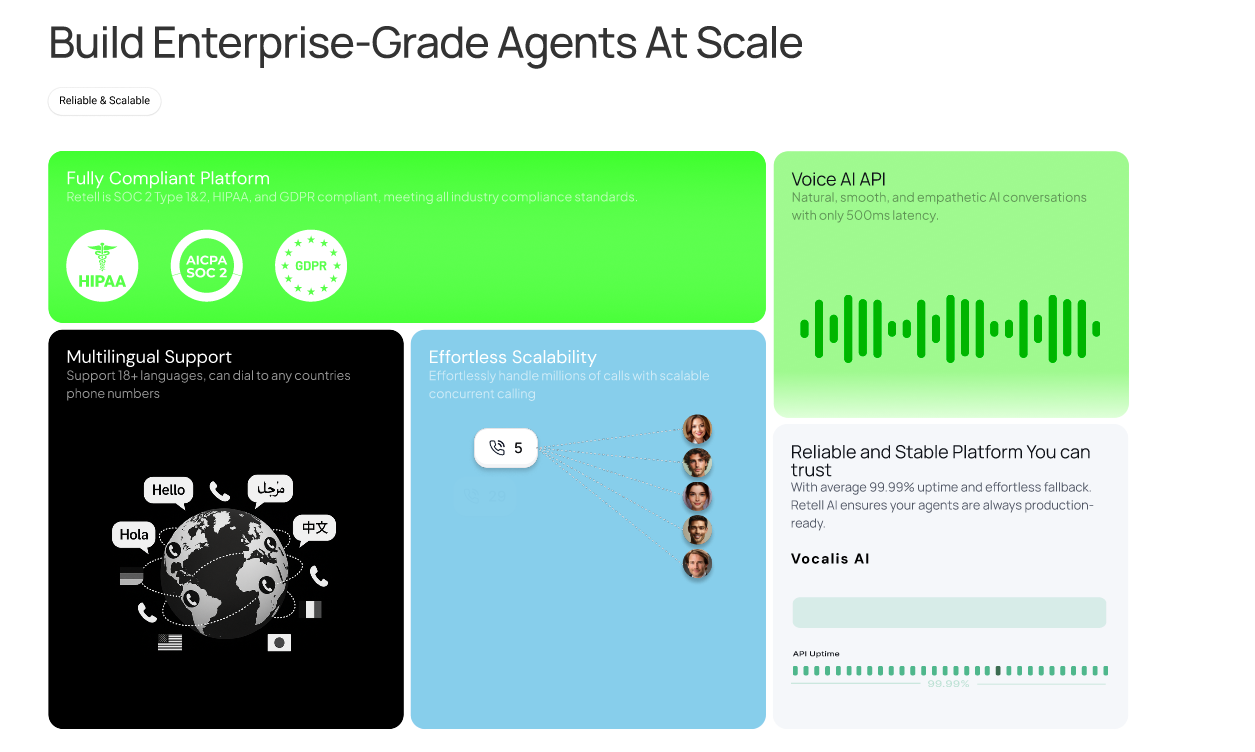 Build Enterprise-Grade Agents At Scale
Reliable & Scalable
Fully Compliant Platform
Retell is SOC 2 Type 1&2, HIPAA, and GDPR compliant, meeting all industry compliance standards.
HIPAA
AICPA
SOC 2
GDPR
Voice AI API
Natural, smooth, and empathetic AI conversations
with only 500ms latency.
Multilingual Support
Support 18+ languages, can dial to any countries
phone numbers
Hello
مرحبا
Hola
中文
Effortless Scalability
Effortlessly handle millions of calls with scalable
concurrent calling
5
Reliable and Stable Platform You can
trust
With average 99.99% uptime and effortless fallback.
Retell AI ensures your agents are always production-
ready.
Vocalis AI
API Uptime
99.99%